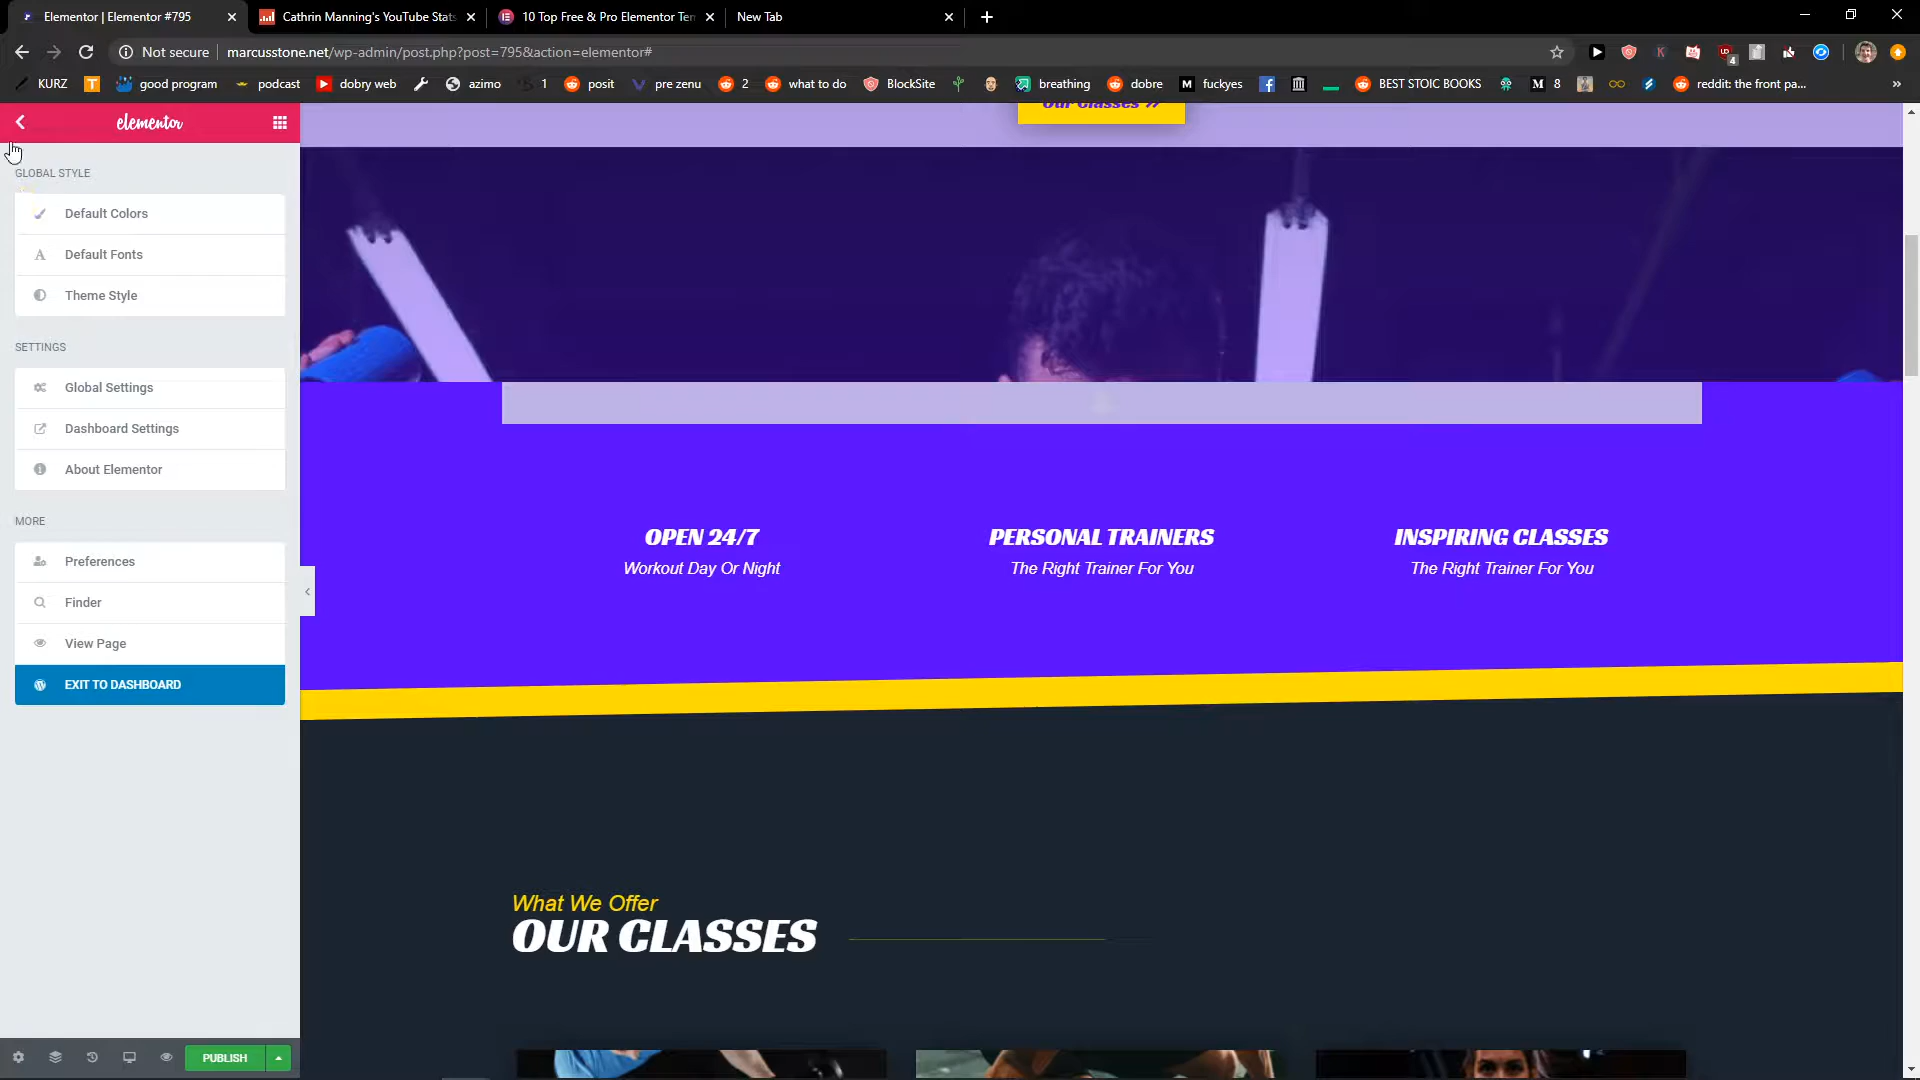 Elementor | Elementor #795
Cathrin Manning's YouTube Stats
10 Top Free & Pro Elementor Ten
New Tab
Not secure
marcusstone.net/wp-admin/post.php?post=795&action=elementor#
4
KURZ
good program
podcast
dobry web
azimo
1
posit
pre zenu
2
what to do
BlockSite
breathing
dobre
fuckyes
BEST STOIC BOOKS
8
reddit: the front pa...
elementor
Our Classes
GLOBAL STYLE
Default Colors
Default Fonts
Theme Style
SETTINGS
Global Settings
Dashboard Settings
About Elementor
MORE
Preferences
Finder
View Page
EXIT TO DASHBOARD
PUBLISH
OPEN 24/7
Workout Day Or Night
PERSONAL TRAINERS
The Right Trainer For You
INSPIRING CLASSES
The Right Trainer For You
What We Offer
OUR CLASSES